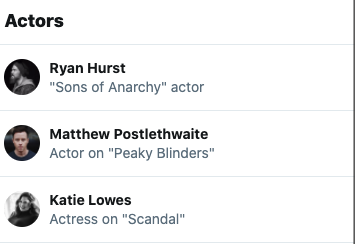 Actors
Ryan Hurst
"Sons of Anarchy" actor
Matthew Postlethwaite
Actor on "Peaky Blinders"
Katie Lowes
Actress on "Scandal"